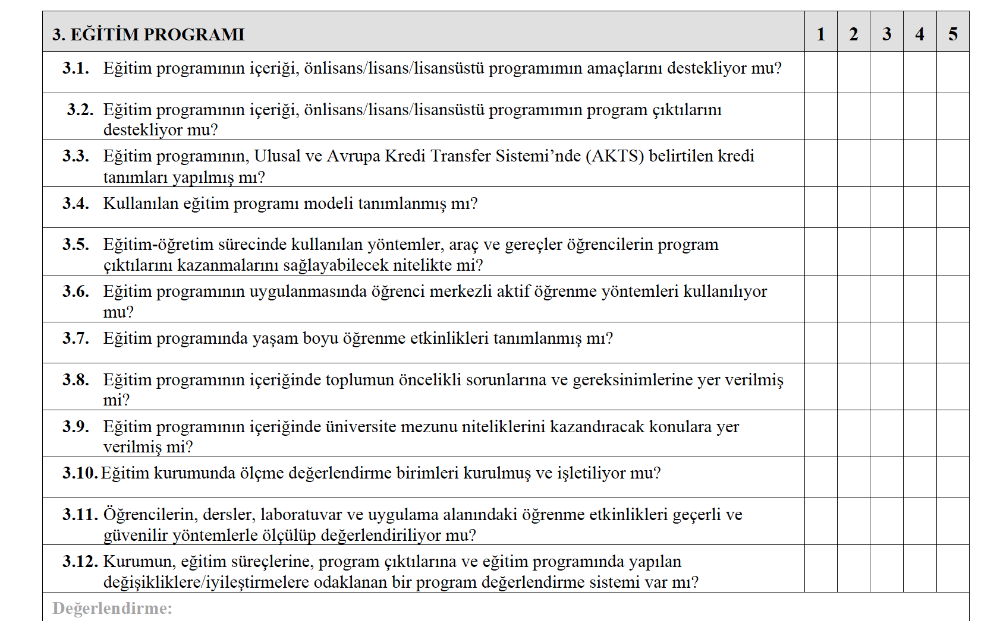 3. EĞİTİM PROGRAMI 1 2 3 4 5
3.1. Eğitim programının içeriği, önlisans/lisans/lisansüstü programımın amaçlarını destekliyor mu?
3.2. Eğitim programının içeriği, önlisans/lisans/lisansüstü programımın program çıktılarını
destekliyor mu?
3.3. Eğitim programının, Ulusal ve Avrupa Kredi Transfer Sistemi’nde (AKTS) belirtilen kredi
tanımları yapılmış mı?
3.4. Kullanılan eğitim programı modeli tanımlanmış mı?
3.5. Eğitim-öğretim sürecinde kullanılan yöntemler, araç ve gereçler öğrencilerin program
çıktılarını kazanmalarını sağlayabilecek nitelikte mi?
3.6. Eğitim programının uygulanmasında öğrenci merkezli aktif öğrenme yöntemleri kullanılıyor
mu?
3.7. Eğitim programında yaşam boyu öğrenme etkinlikleri tanımlanmış mı?
3.8. Eğitim programının içeriğinde toplumun öncelikli sorunlarına ve gereksinimlerine yer verilmiş
mi?
3.9. Eğitim programının içeriğinde üniversite mezunu niteliklerini kazandıracak konulara yer
verilmiş mi?
3.10. Eğitim kurumunda ölçme değerlendirme birimleri kurulmuş ve işletiliyor mu?
3.11. Öğrencilerin, dersler, laboratuvar ve uygulama alanındaki öğrenme etkinlikleri geçerli ve
güvenilir yöntemlerle ölçülüp değerlendiriliyor mu?
3.12. Kurumun, eğitim süreçlerine, program çıktılarına ve eğitim programında yapılan
değişikliklere/iyileştirmelere odaklanan bir program değerlendirme sistemi var mı?
Değerlendirme: